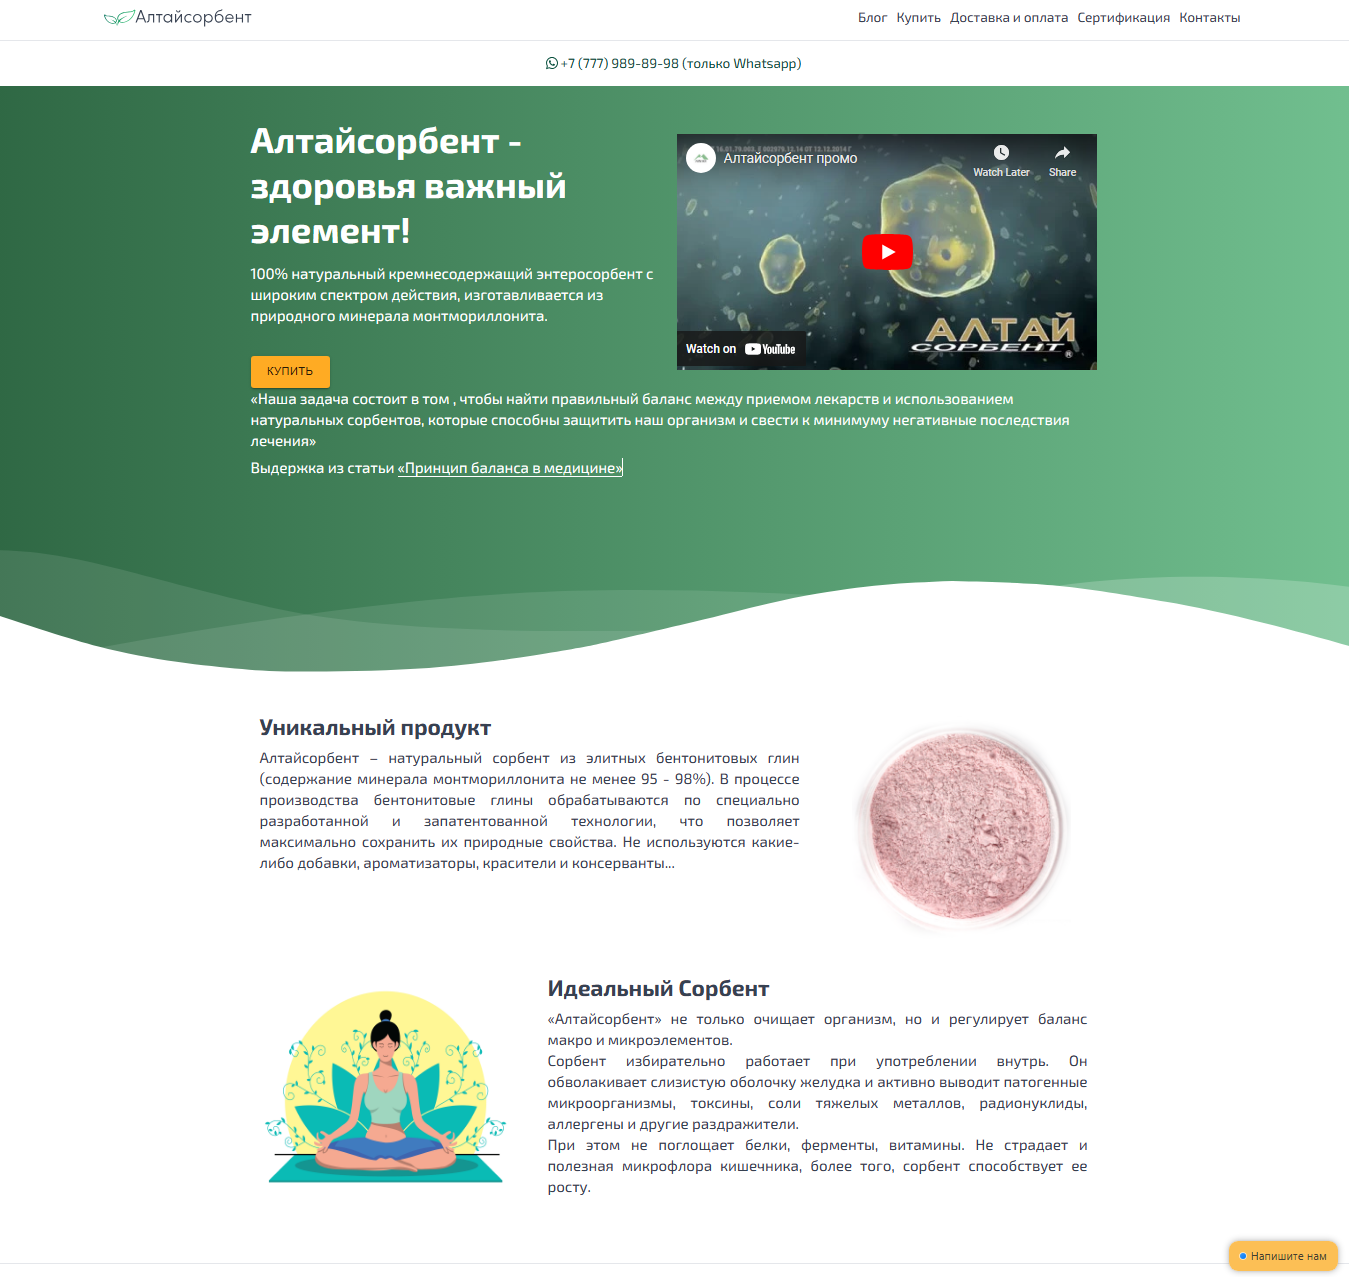 Алтайсорбент
Блог Купить Доставка и оплата Сертификация Контакты
+7 (777) 989-89-98 (только Whatsapp)
Алтайсорбент -
здоровья важный
элемент!
100% натуральный кремнесодержащий энтеросорбент с
широким спектром действия, изготавливается из
природного минерала монтмориллонита.
КУПИТЬ
Алтайсорбент промо
Watch Later
Share
АЛТАЙ
СОРБЕНТ
®
Watch on YouTube
«Наша задача состоит в том , чтобы найти правильный баланс между приемом лекарств и использованием
натуральных сорбентов, которые способны защитить наш организм и свести к минимуму негативные последствия
лечения»
Выдержка из статьи «Принцип баланса в медицине»
Уникальный продукт
Алтайсорбент – натуральный сорбент из элитных бентонитовых глин
(содержание минерала монтмориллонита не менее 95 - 98%). В процессе
производства бентонитовые глины обрабатываются по специально
разработанной и запатентованной технологии, что позволяет
максимально сохранить их природные свойства. Не используются какие-
либо добавки, ароматизаторы, красители и консерванты...
Идеальный Сорбент
«Алтайсорбент» не только очищает организм, но и регулирует баланс
макро и микроэлементов.
Сорбент избирательно работает при употреблении внутрь. Он
обволакивает слизистую оболочку желудка и активно выводит патогенные
микроорганизмы, токсины, соли тяжелых металлов, радионуклиды,
аллергены и другие раздражители.
При этом не поглощает белки, ферменты, витамины. Не страдает и
полезная микрофлора кишечника, более того, сорбент способствует ее
росту.
Напишите нам